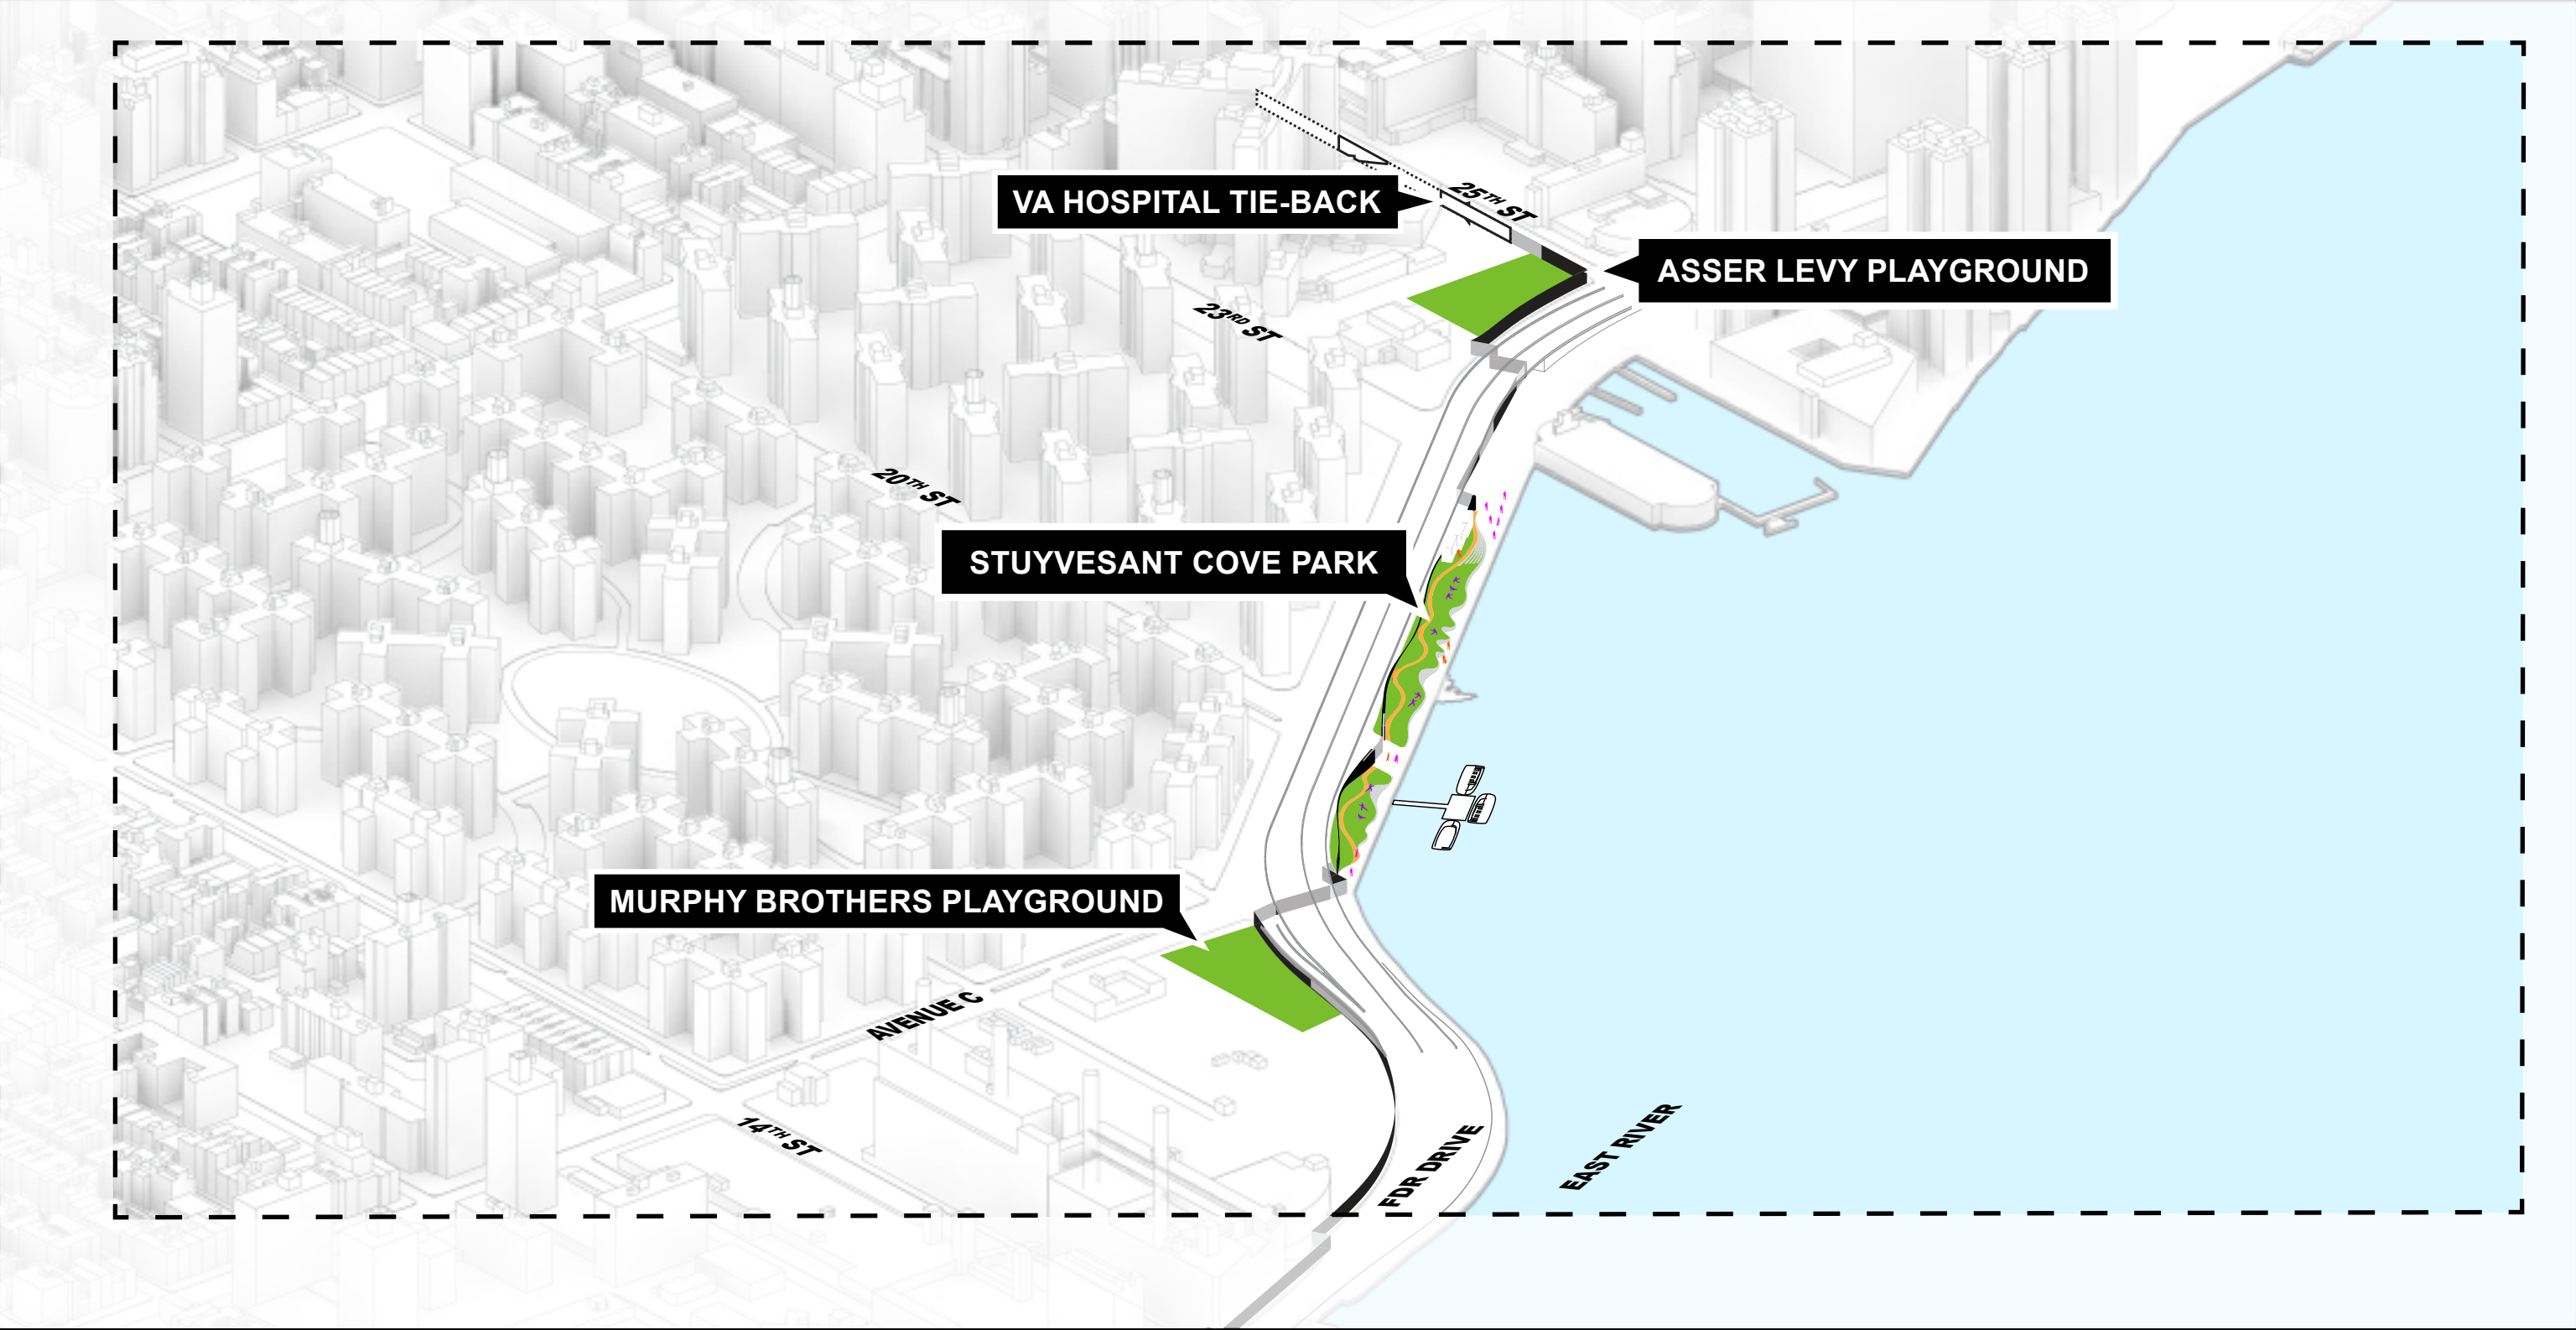 25TH ST
VA HOSPITAL TIE-BACK
ASSER LEVY PLAYGROUND
23RD ST
20TH ST
STUYVESANT COVE PARK
MURPHY BROTHERS PLAYGROUND
AVENUE C
14TH ST
FDR DRIVE
EAST RIVER